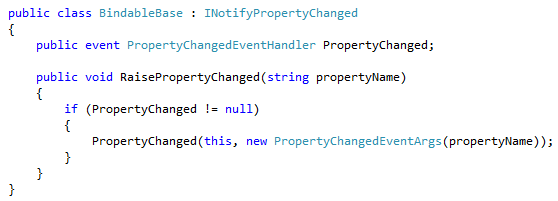 public class BindableBase : INotifyPropertyChanged
{
    public event PropertyChangedEventHandler PropertyChanged;

    public void RaisePropertyChanged(string propertyName)
    {
        if (PropertyChanged != null)
        {
            PropertyChanged(this, new PropertyChangedEventArgs(propertyName));
        }
    }
}